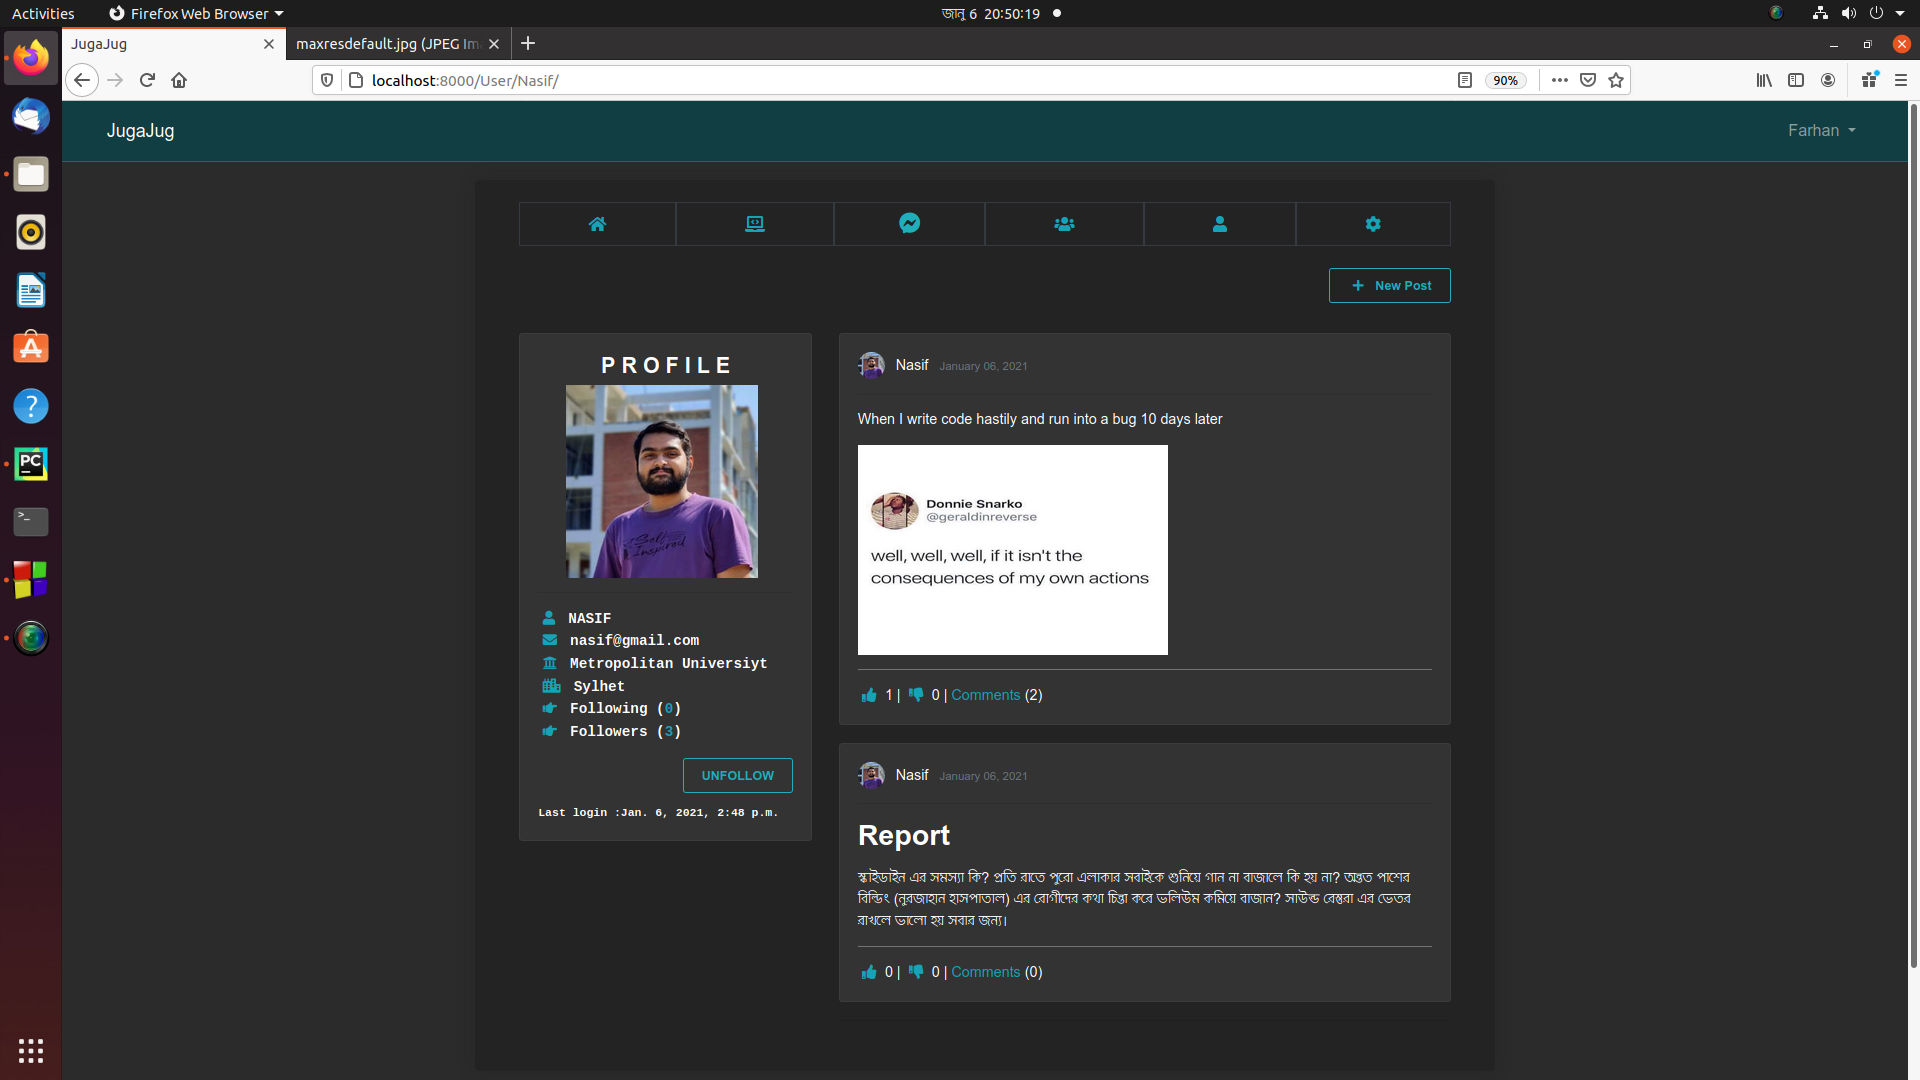 Activities
Firefox Web Browser
জানু 6 20:50:19
JugaJug
maxresdefault.jpg (JPEG Im
localhost:8000/User/Nasif/
90%
JugaJug
Farhan
New Post
PROFILE
NASIF
nasif@gmail.com
Metropolitan Universiyt
Sylhet
Following (0)
Followers (3)
UNFOLLOW
Last login :Jan. 6, 2021, 2:48 p.m.
Nasif January 06, 2021
When I write code hastily and run into a bug 10 days later
Donnie Snarko
@geraldinreverse
well, well, well, if it isn't the
consequences of my own actions
1 | 0 | Comments (2)
Nasif January 06, 2021
Report
স্কাইডাইন এর সমস্যা কি? প্রতি রাতে পুরো এলাকার সবাইকে শুনিয়ে গান না বাজালে কি হয় না? অন্তত পাশের
বিল্ডিং (নুরজাহান হাসপাতাল) এর রোগীদের কথা চিন্তা করে ভলিউম কমিয়ে বাজান? সাউন্ড রেস্তুরা এর ভেতর
রাখলে ভালো হয় সবার জন্য।
0 | 0 | Comments (0)